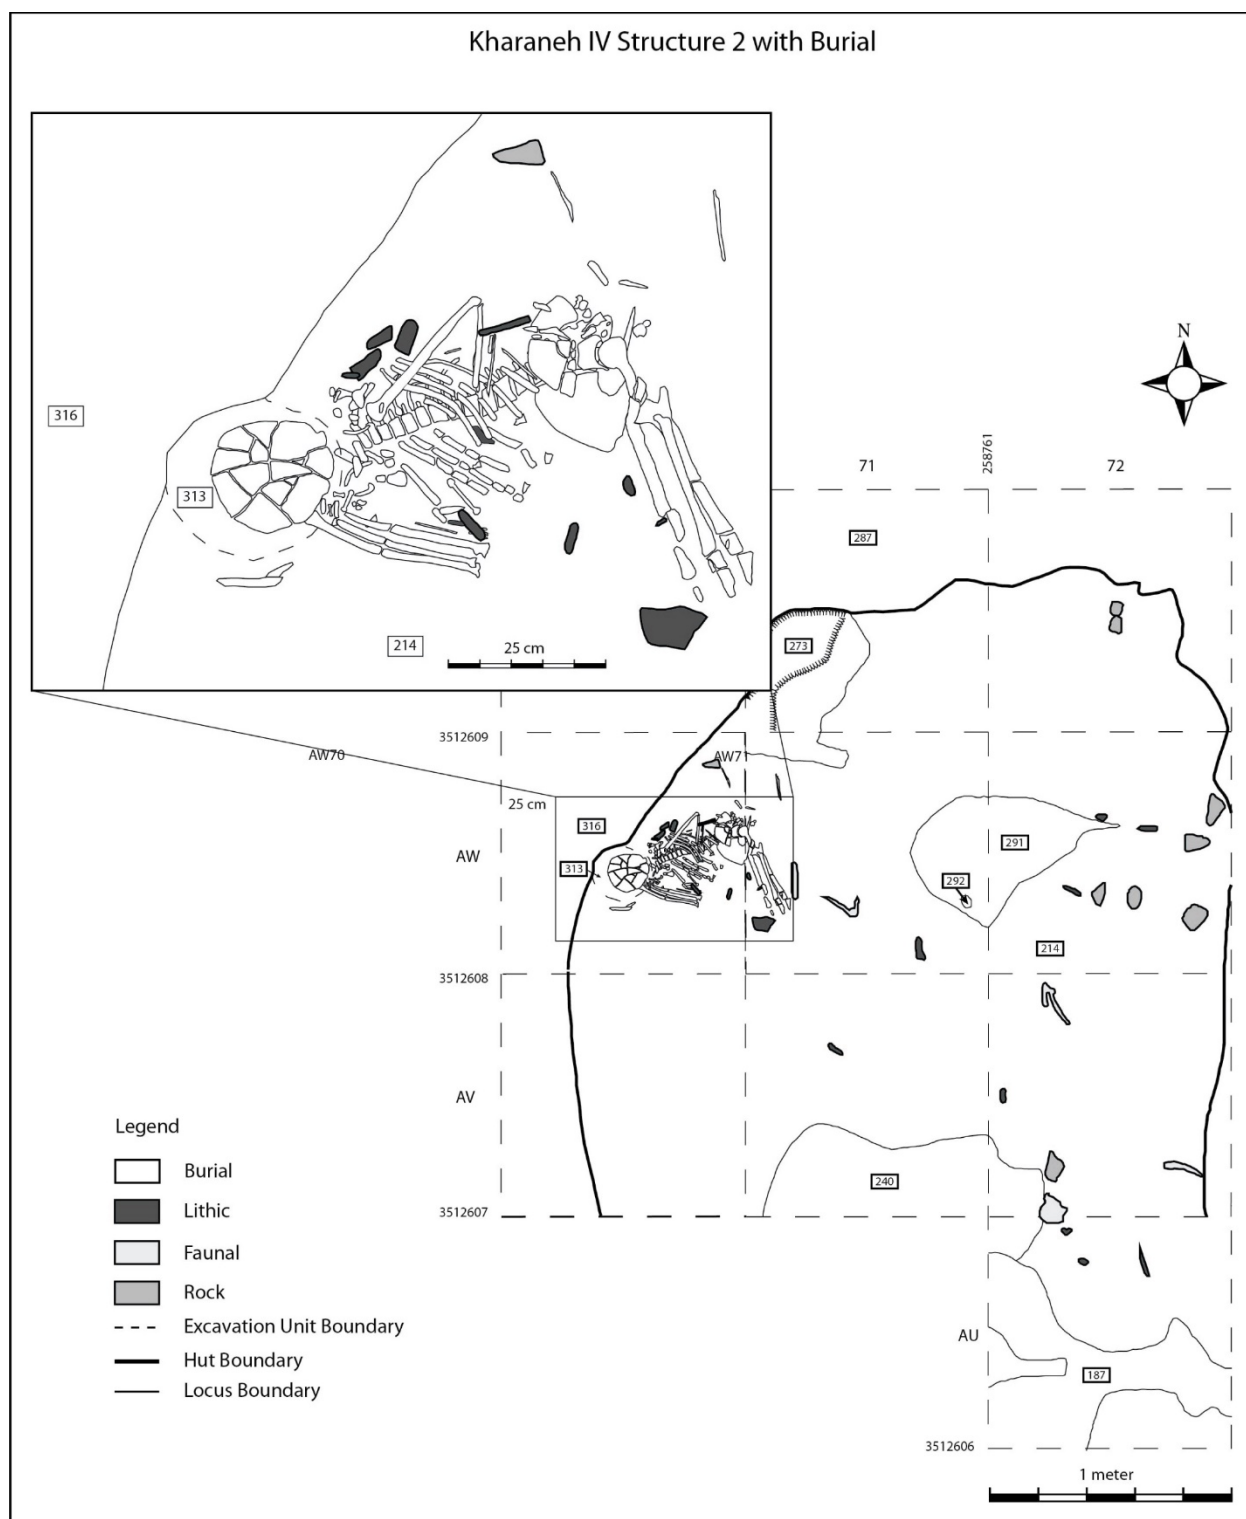 Kharaneh IV Structure 2 with Burial
316
313
214
25 cm
N
71
258761
72
287
273
3512609
AW70
AW71
25 cm
316
AW
313
291
292
214
3512608
AV
240
3512607
AU
187
3512606
1 meter
Legend
Burial
Lithic
Faunal
Rock
Excavation Unit Boundary
Hut Boundary
Locus Boundary